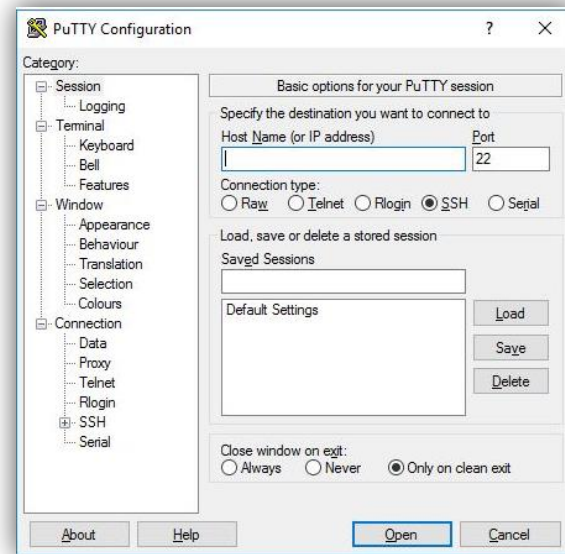 PuTTY Configuration
? ×
Category:
Session
Logging
Terminal
Keyboard
Bell
Features
Window
Appearance
Behaviour
Translation
Selection
Colours
Connection
Data
Proxy
Telnet
Rlogin
SSH
Serial
Basic options for your PuTTY session
Specify the destination you want to connect to
Host Name (or IP address) Port
22
Connection type:
Raw Telnet Rlogin SSH Serial
Load, save or delete a stored session
Saved Sessions
Default Settings
Load
Save
Delete
Close window on exit:
Always Never Only on clean exit
About Help Open Cancel